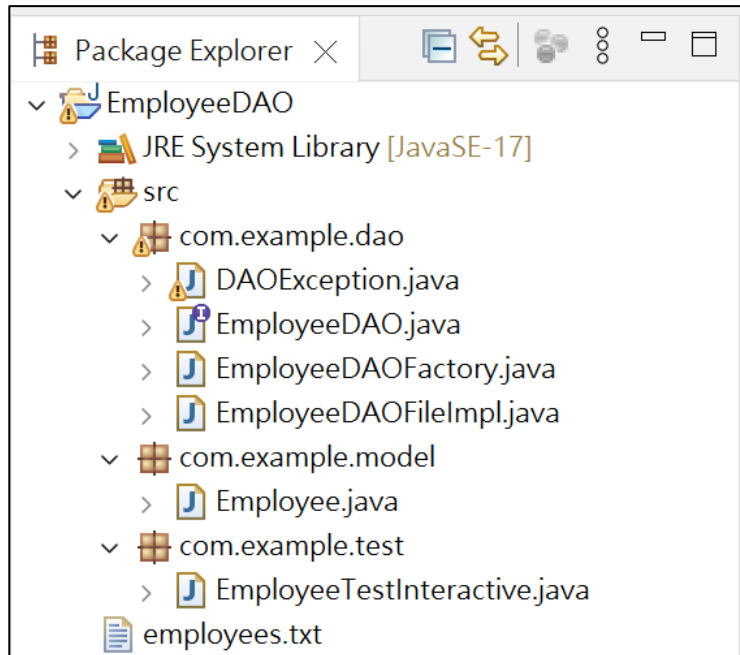 Package Explorer
EmployeeDAO
JRE System Library [JavaSE-17]
src
com.example.dao
DAOException.java
EmployeeDAO.java
EmployeeDAOFactory.java
EmployeeDAOFileImpl.java
com.example.model
Employee.java
com.example.test
EmployeeTestInteractive.java
employees.txt